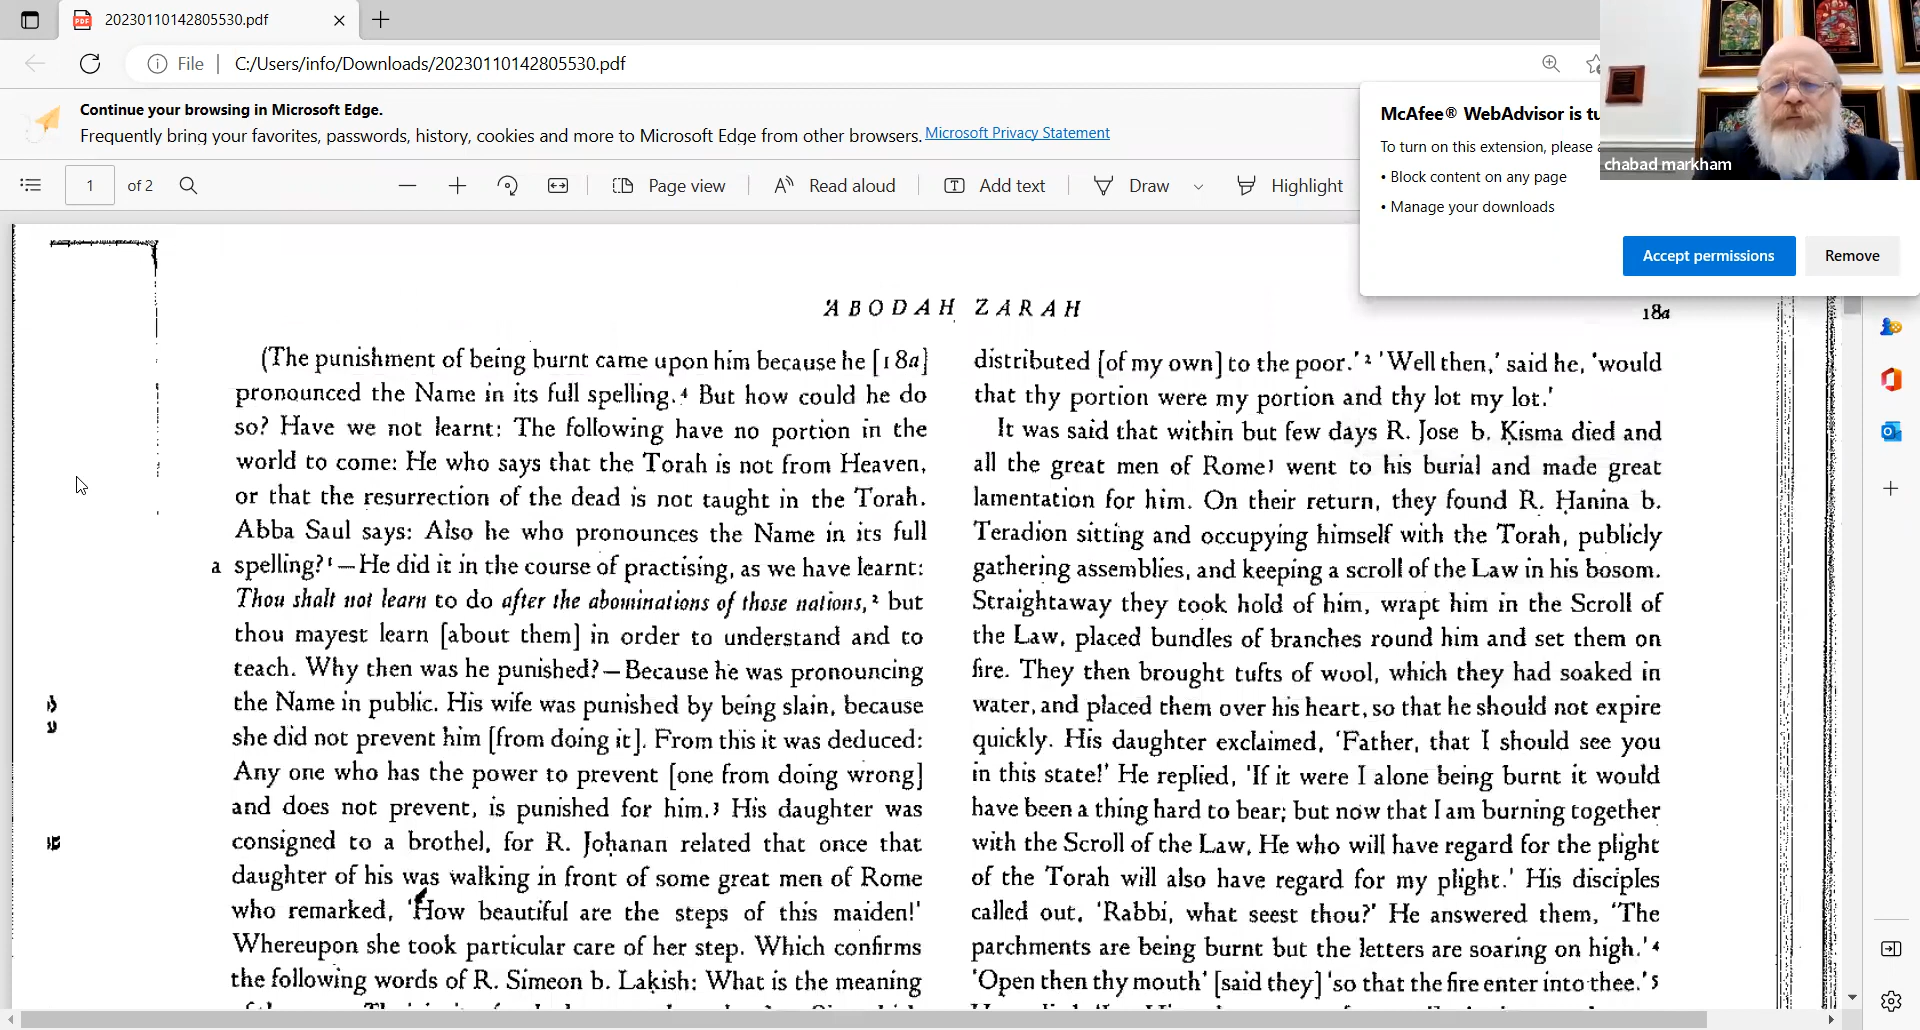 20230110142805530.pdf
File
C:/Users/info/Downloads/20230110142805530.pdf
Continue your browsing in Microsoft Edge.
Frequently bring your favorites, passwords, history, cookies and more to Microsoft Edge from other browsers. Microsoft Privacy Statement
1 of 2
Page view
Read aloud
Add text
Draw
Highlight
McAfee® WebAdvisor is tu
To turn on this extension, please a
• Block content on any page
• Manage your downloads
Accept permissions
Remove
chabad markham
'ABODAH ZARAH
18a
(The punishment of being burnt came upon him because he [18a]
pronounced the Name in its full spelling.⁴ But how could he do
so? Have we not learnt: The following have no portion in the
world to come: He who says that the Torah is not from Heaven,
or that the resurrection of the dead is not taught in the Torah.
Abba Saul says: Also he who pronounces the Name in its full
a spelling?¹—He did it in the course of practising, as we have learnt:
Thou shalt not learn to do after the abominations of those nations,² but
thou mayest learn [about them] in order to understand and to
teach. Why then was he punished?—Because he was pronouncing
the Name in public. His wife was punished by being slain, because
she did not prevent him [from doing it]. From this it was deduced:
Any one who has the power to prevent [one from doing wrong]
and does not prevent, is punished for him.³ His daughter was
consigned to a brothel, for R. Joḥanan related that once that
daughter of his was walking in front of some great men of Rome
who remarked, 'How beautiful are the steps of this maiden!'
Whereupon she took particular care of her step. Which confirms
the following words of R. Simeon b. Laḳish: What is the meaning
distributed [of my own] to the poor.'² 'Well then,' said he, 'would
that thy portion were my portion and thy lot my lot.'
It was said that within but few days R. Jose b. Ḳisma died and
all the great men of Rome³ went to his burial and made great
lamentation for him. On their return, they found R. Ḥanina b.
Teradion sitting and occupying himself with the Torah, publicly
gathering assemblies, and keeping a scroll of the Law in his bosom.
Straightaway they took hold of him, wrapt him in the Scroll of
the Law, placed bundles of branches round him and set them on
fire. They then brought tufts of wool, which they had soaked in
water, and placed them over his heart, so that he should not expire
quickly. His daughter exclaimed, 'Father, that I should see you
in this state!' He replied, 'If it were I alone being burnt it would
have been a thing hard to bear; but now that I am burning together
with the Scroll of the Law, He who will have regard for the plight
of the Torah will also have regard for my plight.' His disciples
called out, 'Rabbi, what seest thou?' He answered them, 'The
parchments are being burnt but the letters are soaring on high.'⁴
'Open then thy mouth' [said they] 'so that the fire enter into thee.'⁵